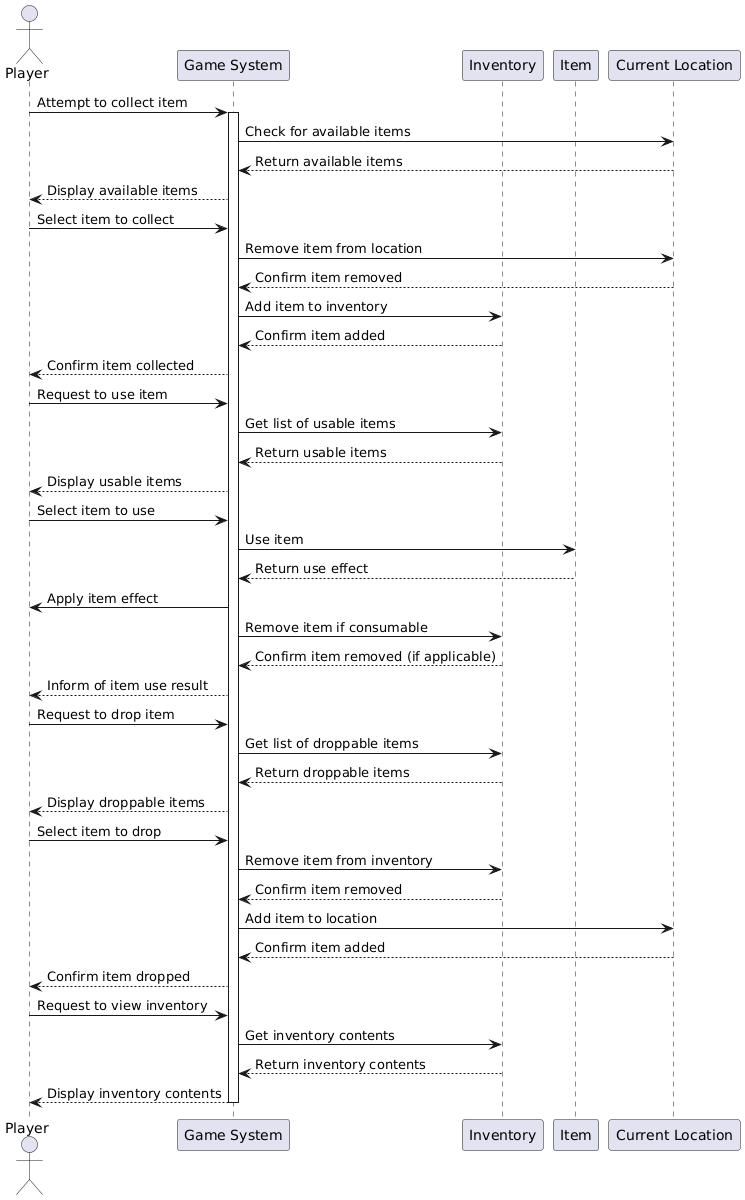 Player
Game System
Inventory
Item
Current Location
Attempt to collect item
Check for available items
Return available items
Display available items
Select item to collect
Remove item from location
Confirm item removed
Add item to inventory
Confirm item added
Confirm item collected
Request to use item
Get list of usable items
Return usable items
Display usable items
Select item to use
Use item
Return use effect
Apply item effect
Remove item if consumable
Confirm item removed (if applicable)
Inform of item use result
Request to drop item
Get list of droppable items
Return droppable items
Display droppable items
Select item to drop
Remove item from inventory
Confirm item removed
Add item to location
Confirm item added
Confirm item dropped
Request to view inventory
Get inventory contents
Return inventory contents
Display inventory contents
Player
Game System
Inventory
Item
Current Location